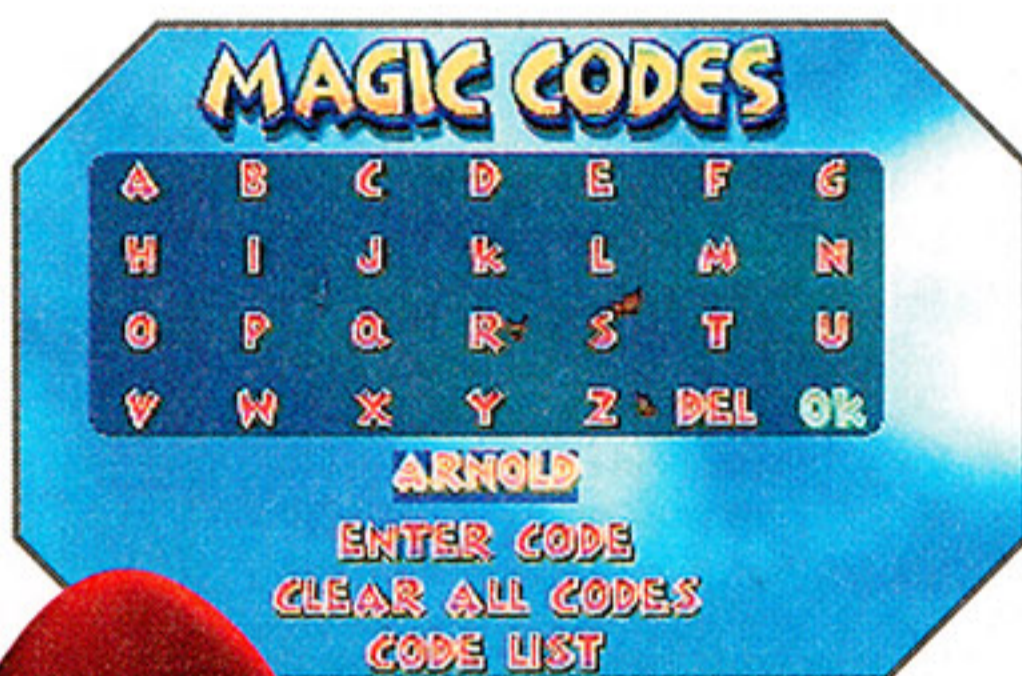 MAGIC CODES
A B C D E F G
H I J K L M N
O P Q R S T U
V W X Y Z DEL OK
ARNOLD
ENTER CODE
CLEAR ALL CODES
CODE LIST